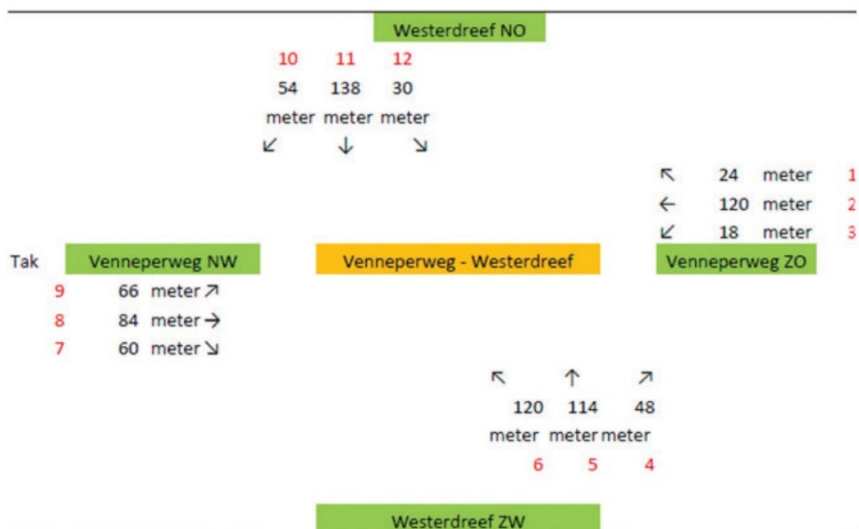 Westerdreef NO
10 11 12
54 138 30
meter meter meter
↙ ↓ ↘
↖ 24 meter 1
← 120 meter 2
↙ 18 meter 3
Tak Venneperweg NW Venneperweg - Westerdreef Venneperweg ZO
9 66 meter ↗
8 84 meter →
7 60 meter ↘
↖ ↑ ↗
120 114 48
meter meter meter
6 5 4
Westerdreef ZW